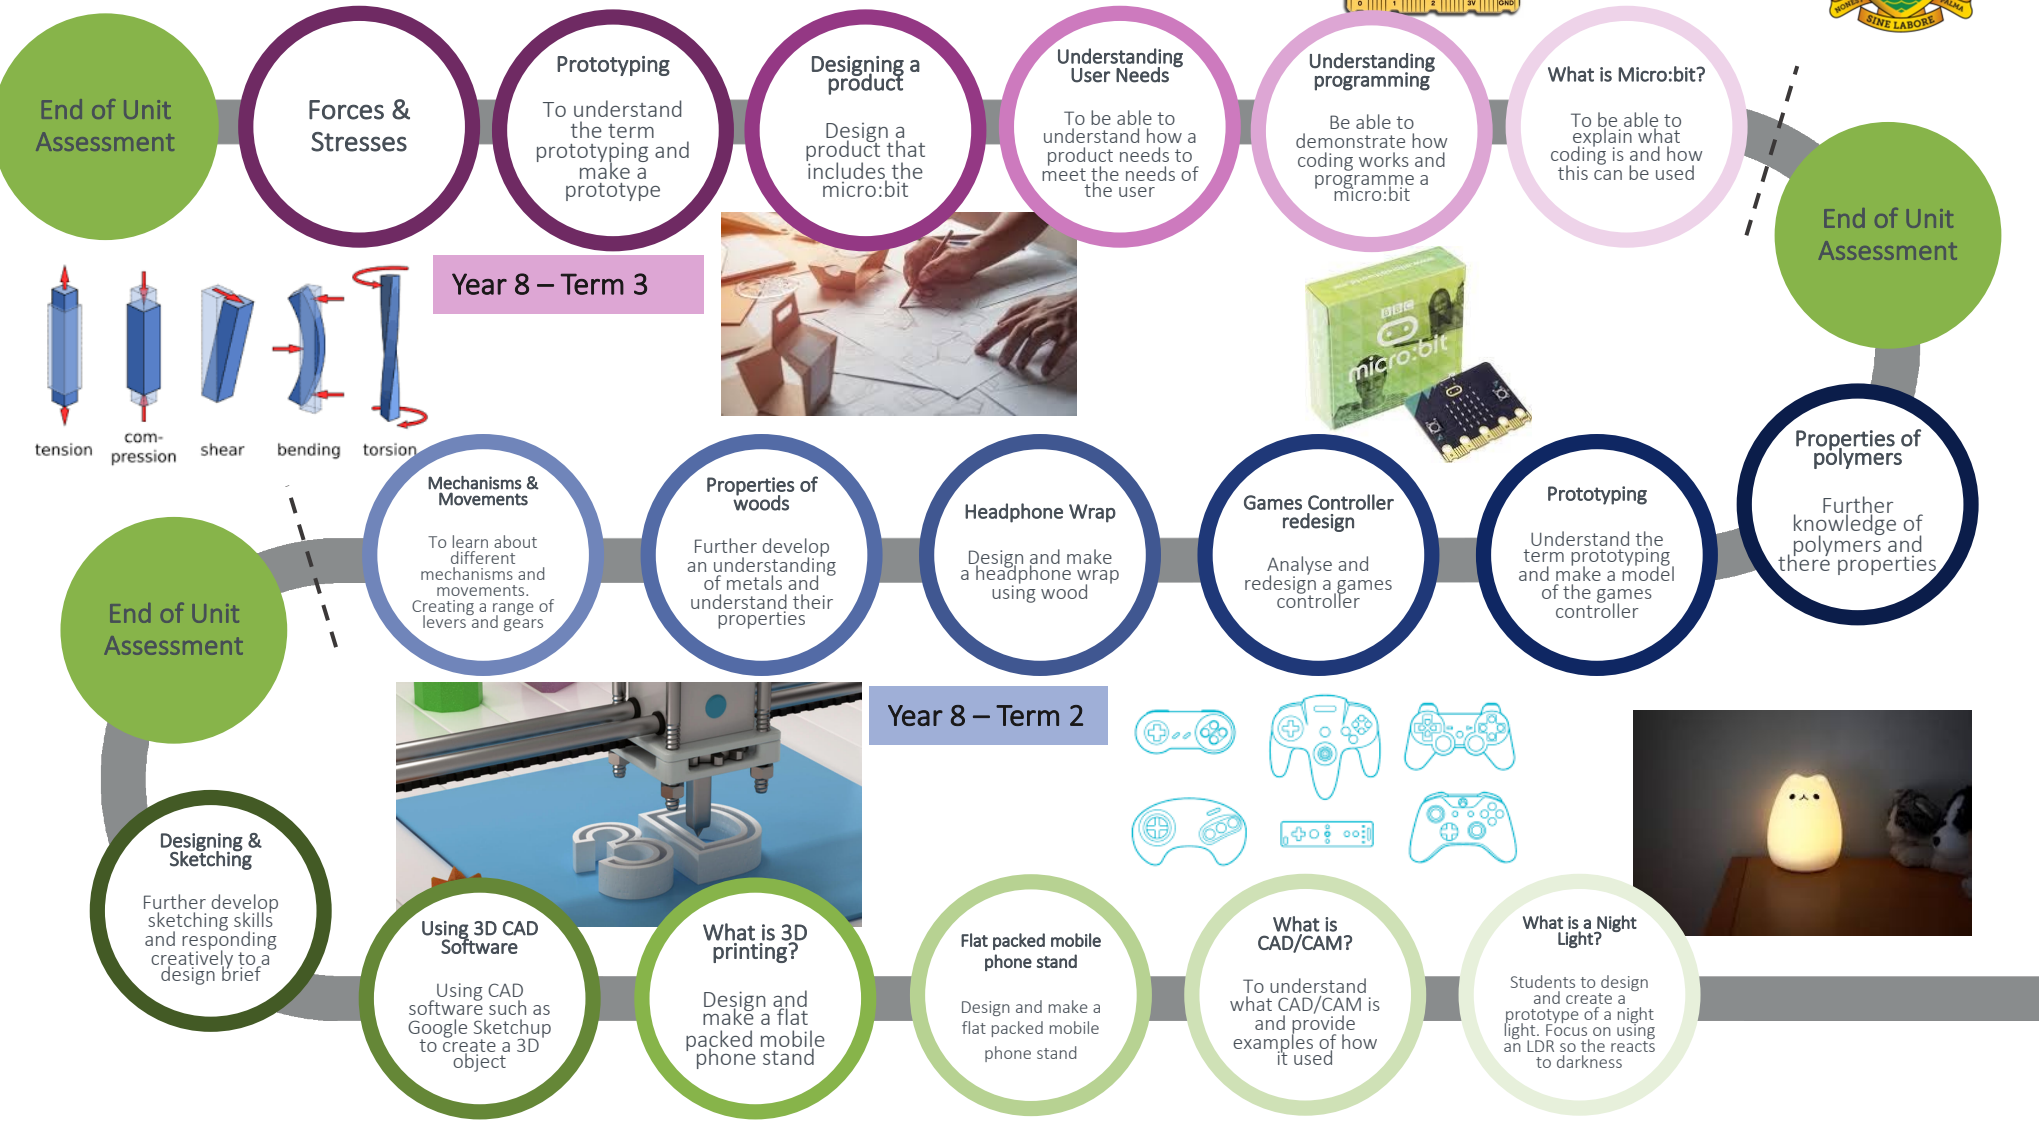 0 1 2 3V GND
SINE LABORE
PALMA
End of Unit
Assessment
Forces &
Stresses
Prototyping
To understand
the term
prototyping and
make a
prototype
Designing a
product
Design a
product that
includes the
micro:bit
Understanding
User Needs
To be able to
understand how a
product needs to
meet the needs of
the user
Understanding
programming
Be able to
demonstrate how
coding works and
programme a
micro:bit
What is Micro:bit?
To be able to
explain what
coding is and how
this can be used
End of Unit
Assessment
Year 8 – Term 3
BBC
micro:bit
tension
com-
pression
shear
bending
torsion
Mechanisms &
Movements
To learn about
different
mechanisms and
movements.
Creating a range of
levers and gears
Properties of
woods
Further develop
an understanding
of metals and
understand their
properties
Headphone Wrap
Design and make
a headphone wrap
using wood
Games Controller
redesign
Analyse and
redesign a games
controller
Prototyping
Understand the
term prototyping
and make a model
of the games
controller
Properties of
polymers
Further
knowledge of
polymers and
there properties
End of Unit
Assessment
Year 8 – Term 2
3D
Designing &
Sketching
Further develop
sketching skills
and responding
creatively to a
design brief
Using 3D CAD
Software
Using CAD
software such as
Google Sketchup
to create a 3D
object
What is 3D
printing?
Design and
make a flat
packed mobile
phone stand
Flat packed mobile
phone stand
Design and make a
flat packed mobile
phone stand
What is
CAD/CAM?
To understand
what CAD/CAM is
and provide
examples of how
it used
What is a Night
Light?
Students to design
and create a
prototype of a night
light. Focus on using
an LDR so the reacts
to darkness